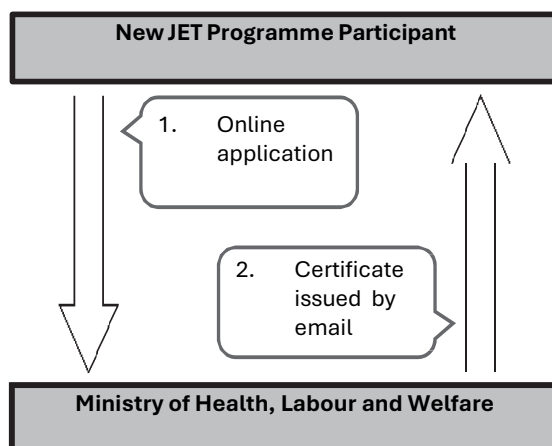 New JET Programme Participant
1. Online
application
2. Certificate
issued by
email
Ministry of Health, Labour and Welfare